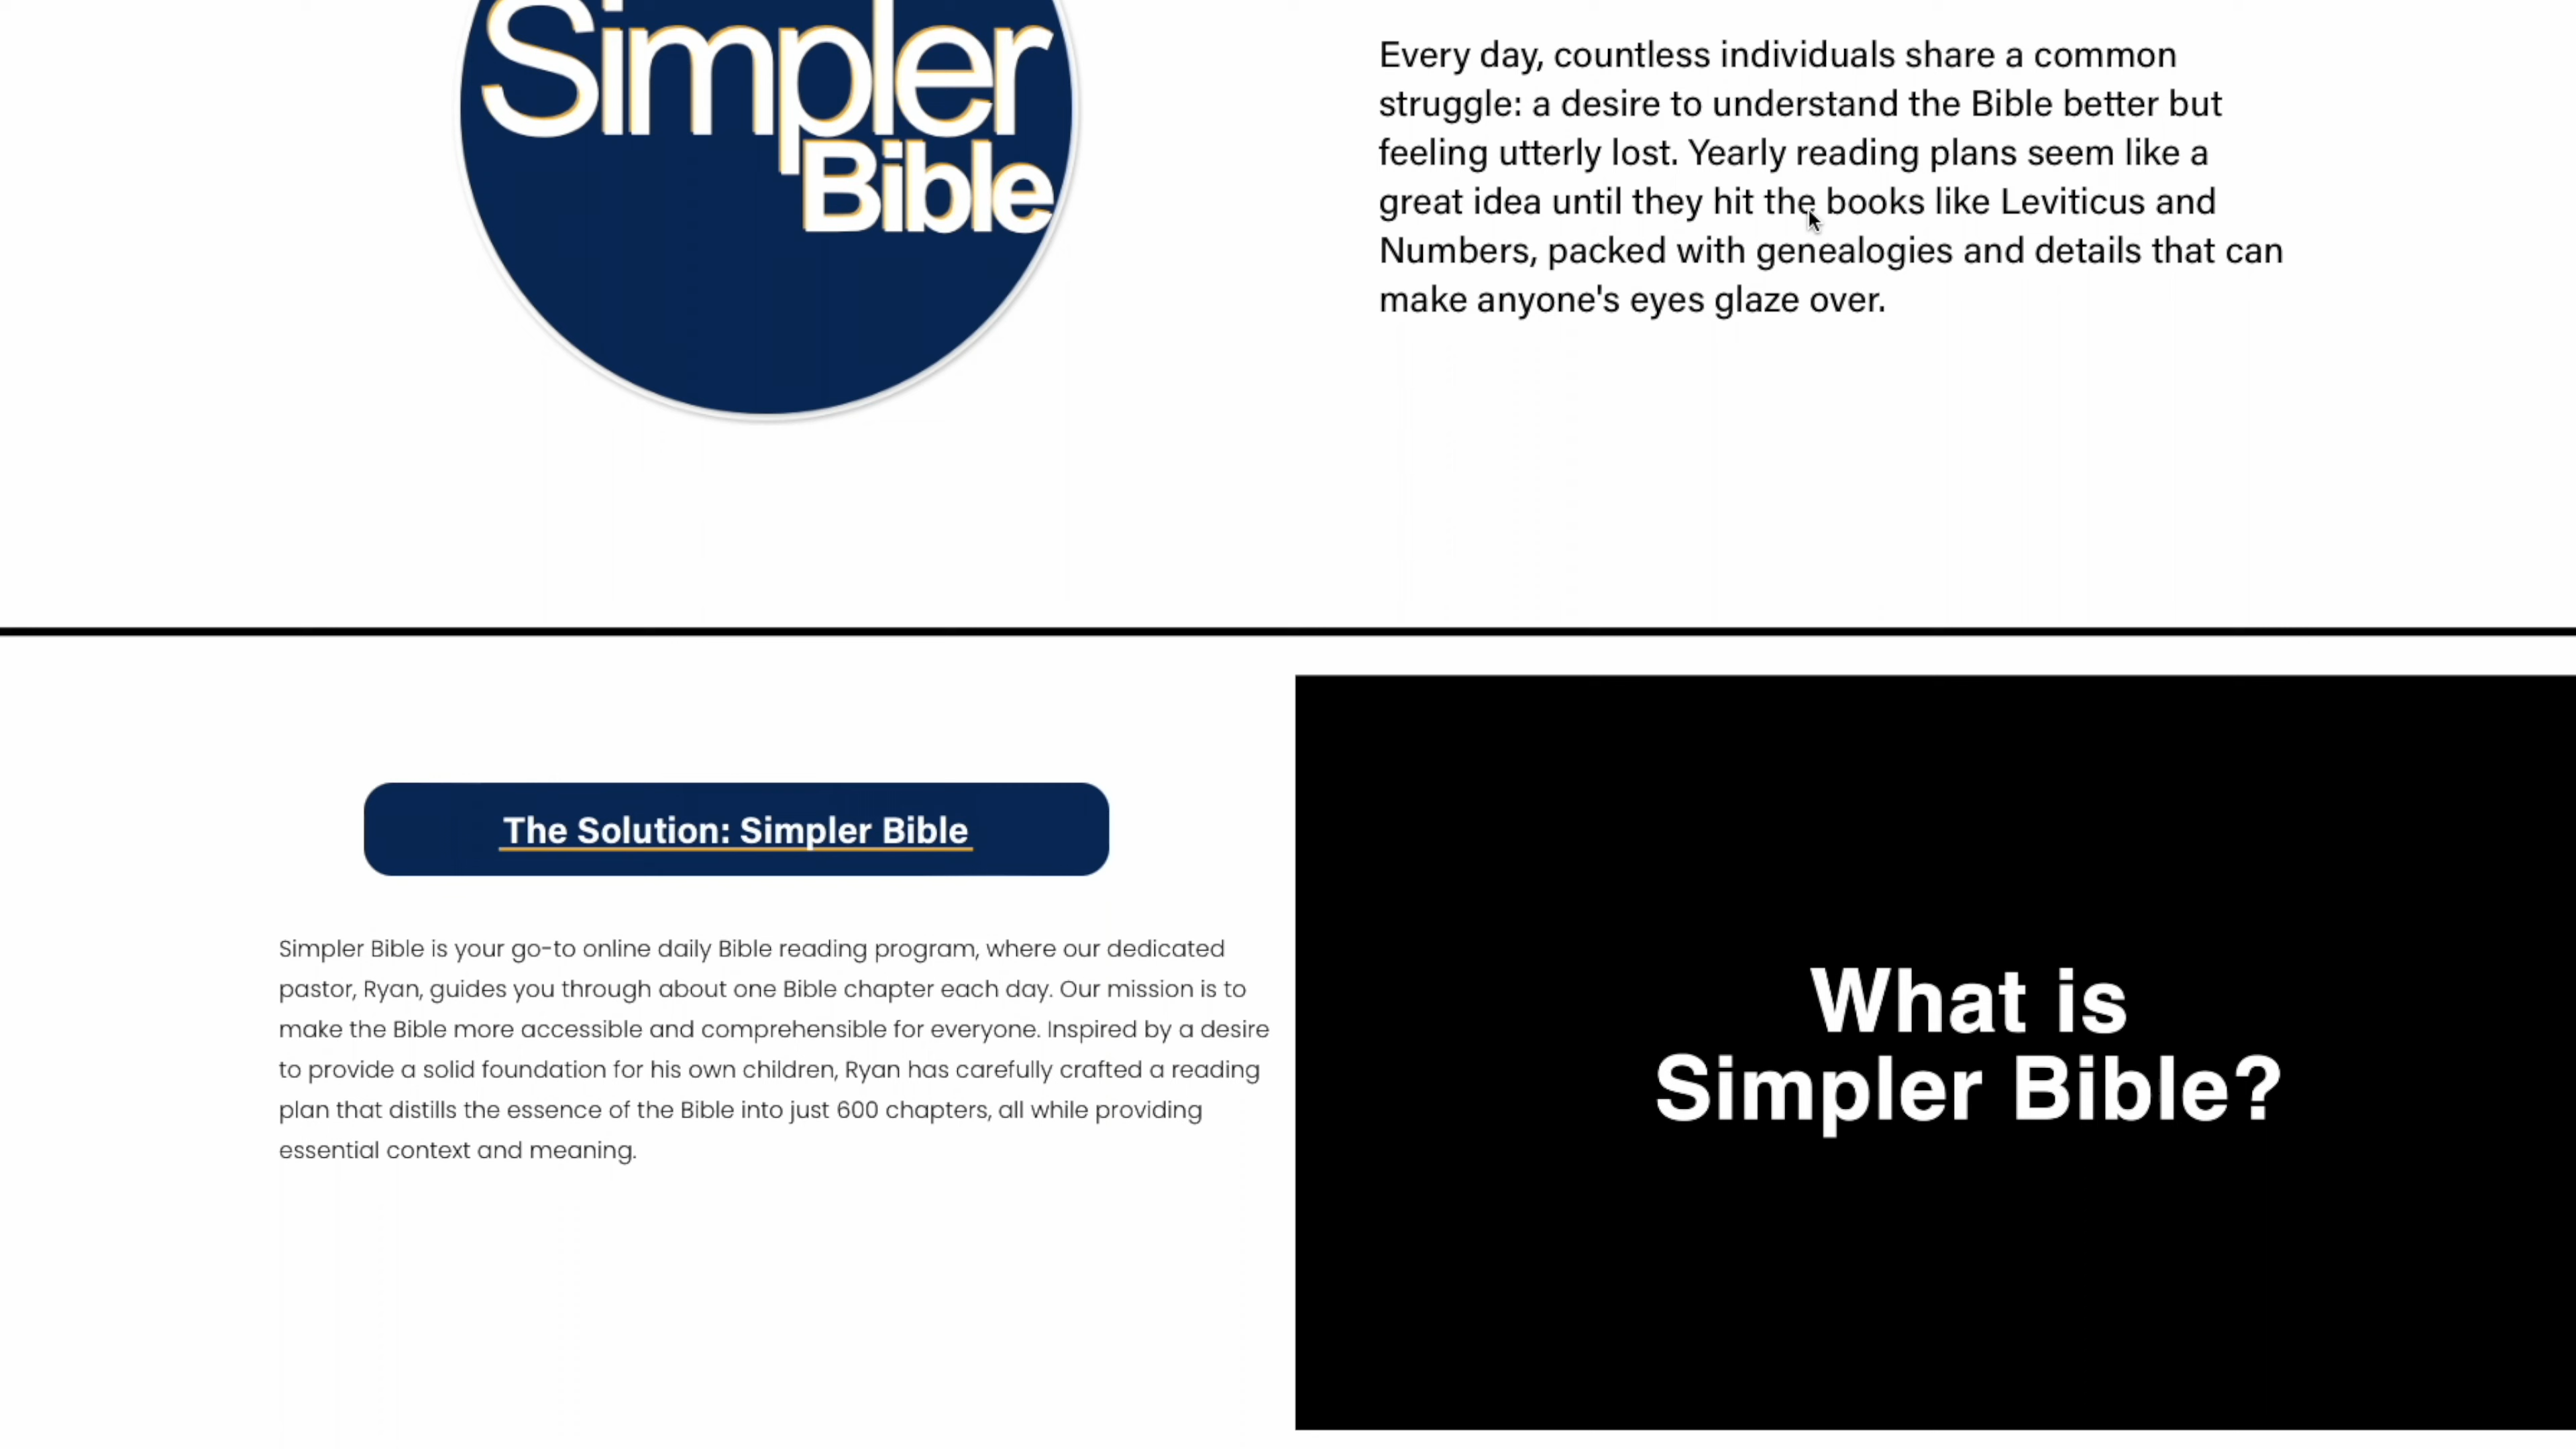 Simpler
Bible
Every day, countless individuals share a common
struggle: a desire to understand the Bible better but
feeling utterly lost. Yearly reading plans seem like a
great idea until they hit the books like Leviticus and
Numbers, packed with genealogies and details that can
make anyone's eyes glaze over.
The Solution: Simpler Bible
Simpler Bible is your go-to online daily Bible reading program, where our dedicated
pastor, Ryan, guides you through about one Bible chapter each day. Our mission is to
make the Bible more accessible and comprehensible for everyone. Inspired by a desire
to provide a solid foundation for his own children, Ryan has carefully crafted a reading
plan that distills the essence of the Bible into just 600 chapters, all while providing
essential context and meaning.
What is
Simpler Bible?